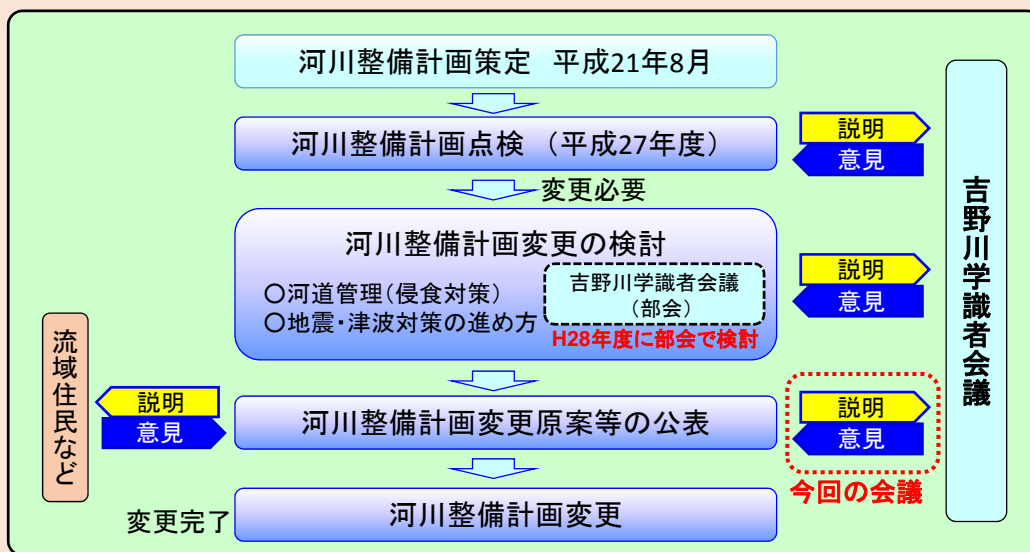 河川整備計画策定 平成21年8月
河川整備計画点検 （平成27年度）
説明
意見
変更必要
河川整備計画変更の検討
〇河道管理（侵食対策）
〇地震・津波対策の進め方
吉野川学識者会議
（部会）
H28年度に部会で検討
説明
意見
吉野川学識者会議
流域住民など
説明
意見
河川整備計画変更原案等の公表
説明
意見
今回の会議
変更完了
河川整備計画変更